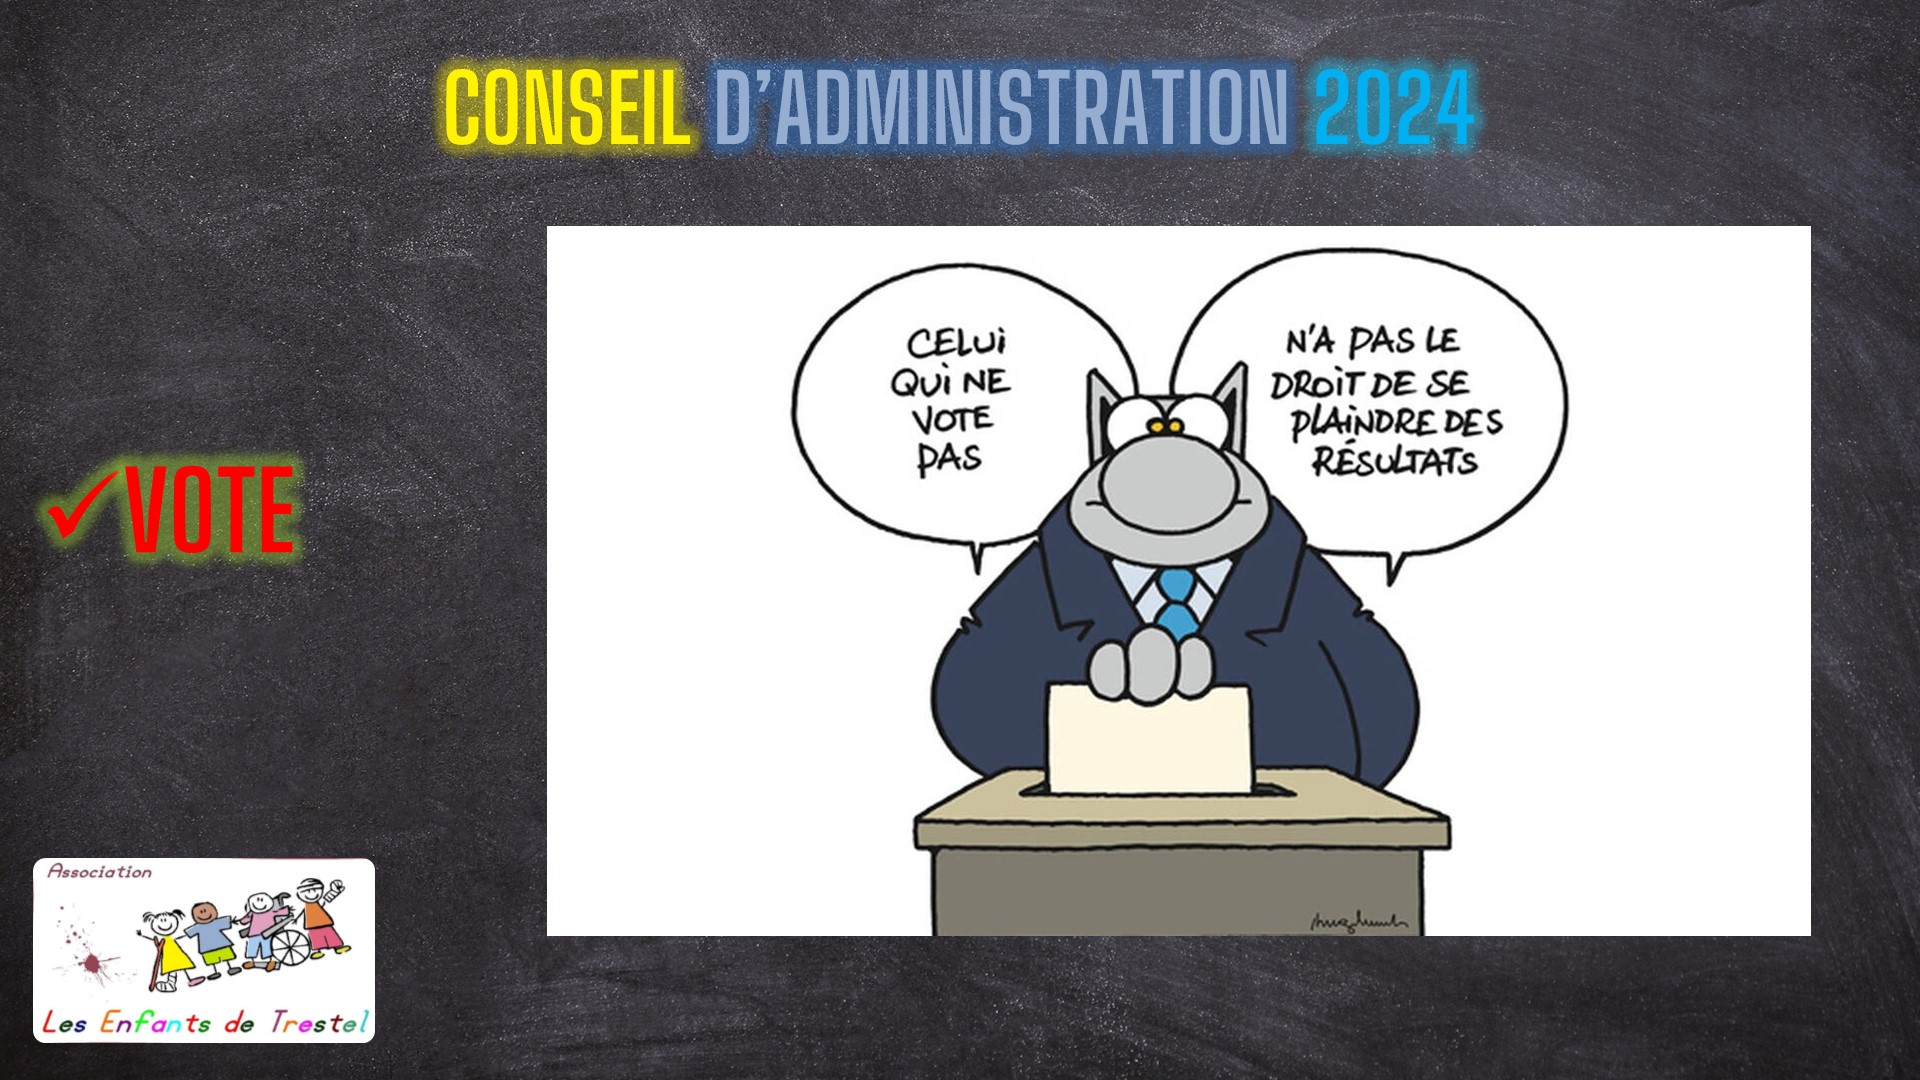 CONSEIL D’ADMINISTRATION 2024
CELUI
QUI NE
VOTE
PAS
N'A PAS LE
DROIT DE SE
PLAINDRE DES
RÉSULTATS
✓VOTE
Association
Les Enfants de Trestel